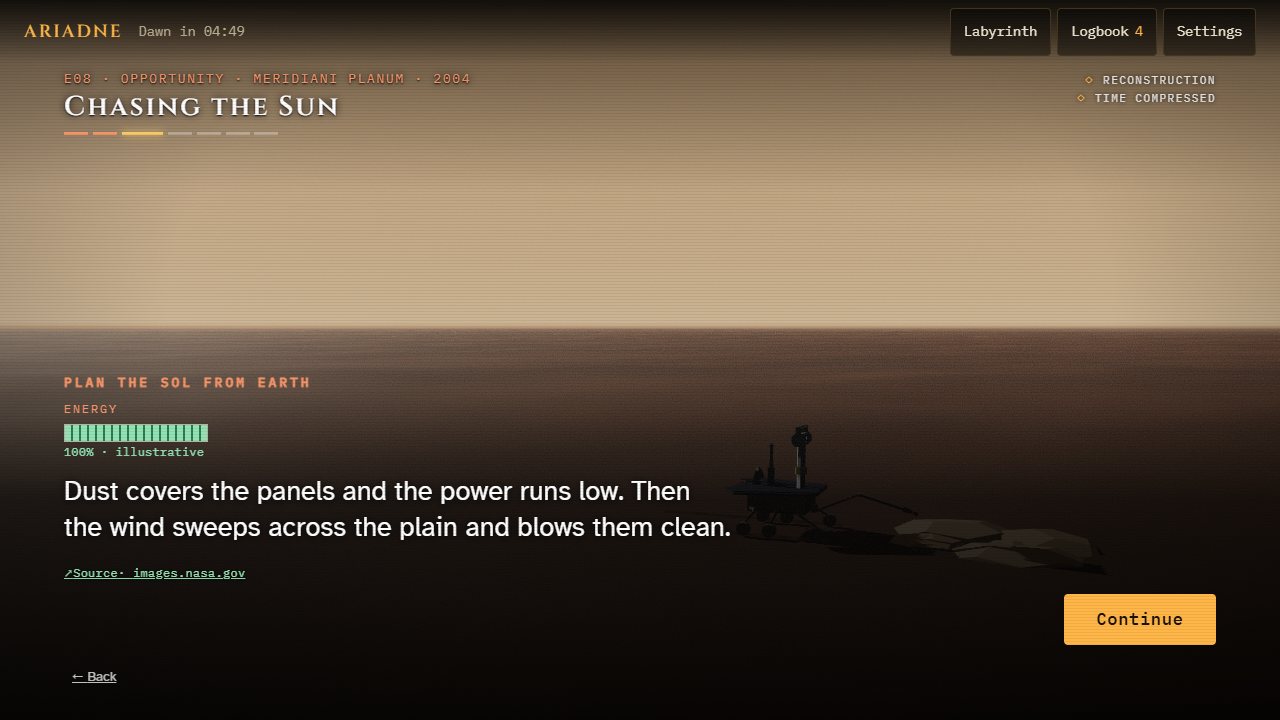 ARIADNE Dawn in 04:49 Labyrinth Logbook 4 Settings
E08 · OPPORTUNITY · MERIDIANI PLANUM · 2004
Chasing the Sun
◇ RECONSTRUCTION
◇ TIME COMPRESSED
PLAN THE SOL FROM EARTH
ENERGY
100% · illustrative
Dust covers the panels and the power runs low. Then
the wind sweeps across the plain and blows them clean.
↗Source· images.nasa.gov
Continue
← Back